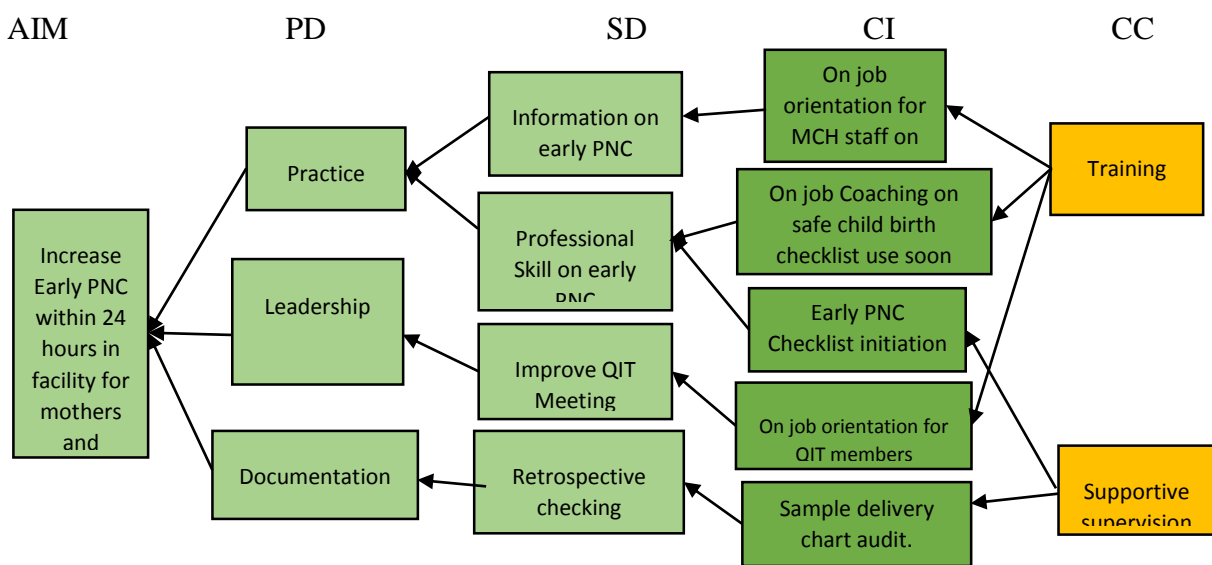 AIM PD SD CI CC
Increase
Early PNC
within 24
hours in
facility for
mothers and
Practice
Leadership
Documentation
Information on
early PNC
Professional
Skill on early
PNC
Improve QIT
Meeting
Retrospective
checking
On job
orientation for
MCH staff on
On job Coaching on
safe child birth
checklist use soon
Early PNC
Checklist initiation
On job orientation for
QIT members
Sample delivery
chart audit.
Training
Supportive
supervision